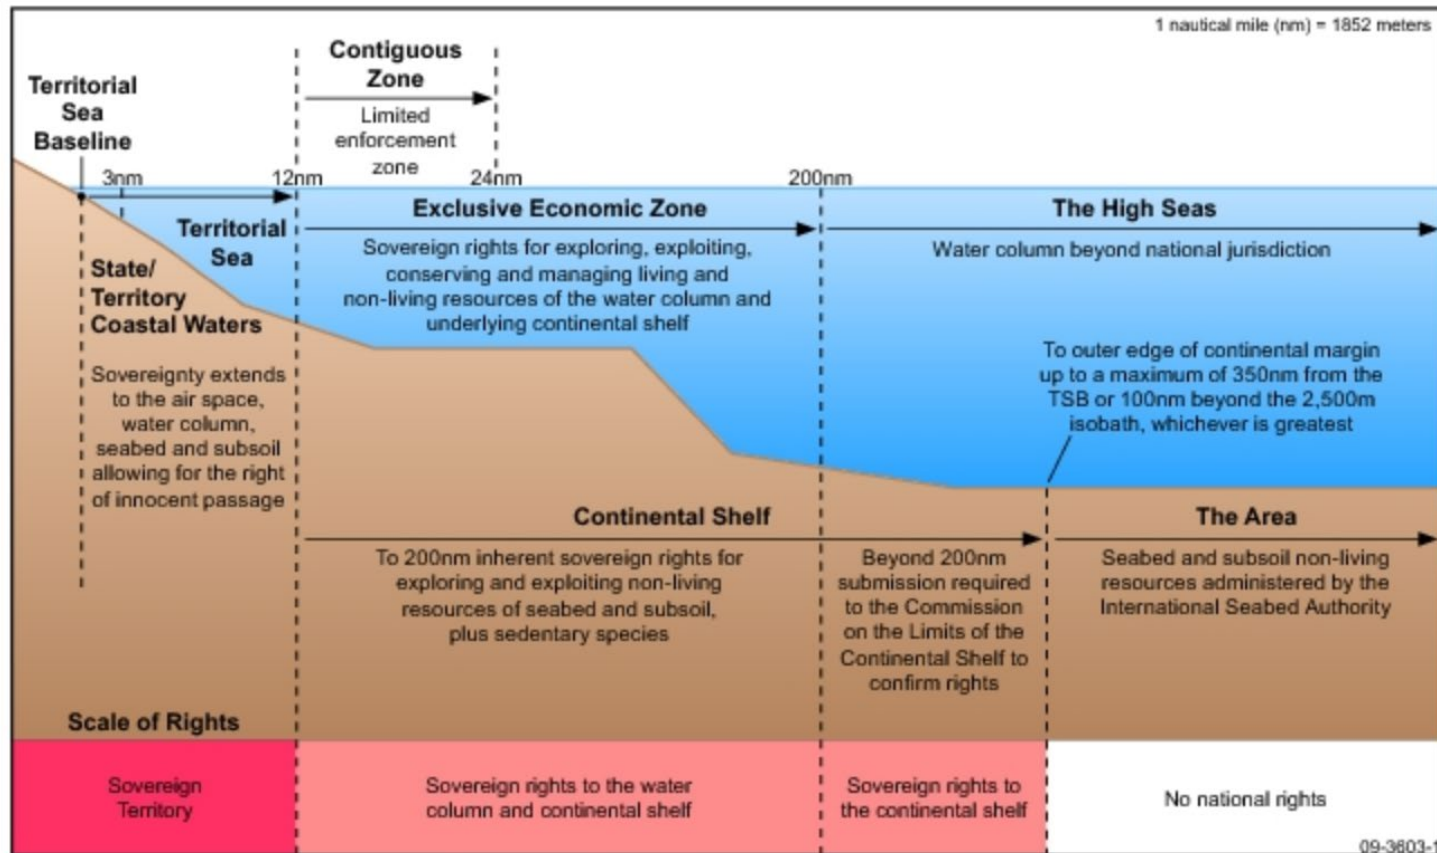 1 nautical mile (nm) = 1852 meters
Contiguous
Zone
Limited
enforcement
zone
Territorial
Sea
Baseline
3nm
12nm
24nm
200nm
Territorial
Sea
State/
Territory
Coastal Waters
Sovereignty extends
to the air space,
water column,
seabed and subsoil
allowing for the right
of innocent passage
Exclusive Economic Zone
Sovereign rights for exploring, exploiting,
conserving and managing living and
non-living resources of the water column and
underlying continental shelf
The High Seas
Water column beyond national jurisdiction
To outer edge of continental margin
up to a maximum of 350nm from the
TSB or 100nm beyond the 2,500m
isobath, whichever is greatest
Continental Shelf
To 200nm inherent sovereign rights for
exploring and exploiting non-living
resources of seabed and subsoil,
plus sedentary species
Beyond 200nm
submission required
to the Commission
on the Limits of the
Continental Shelf to
confirm rights
The Area
Seabed and subsoil non-living
resources administered by the
International Seabed Authority
Scale of Rights
Sovereign
Territory
Sovereign rights to the water
column and continental shelf
Sovereign rights to
the continental shelf
No national rights
09-3603-1